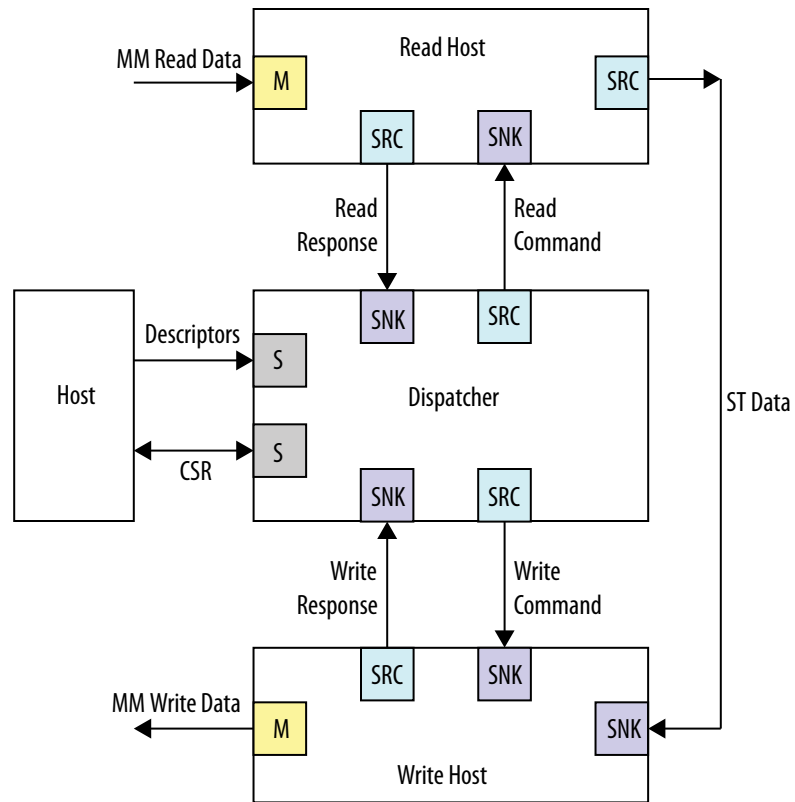 Read Host
MM Read Data
M
SRC
SRC
SNK
Read
Response
Read
Command
SNK
SRC
Descriptors
S
Host
Dispatcher
ST Data
S
CSR
SNK
SRC
Write
Response
Write
Command
SRC
SNK
MM Write Data
M
SNK
Write Host